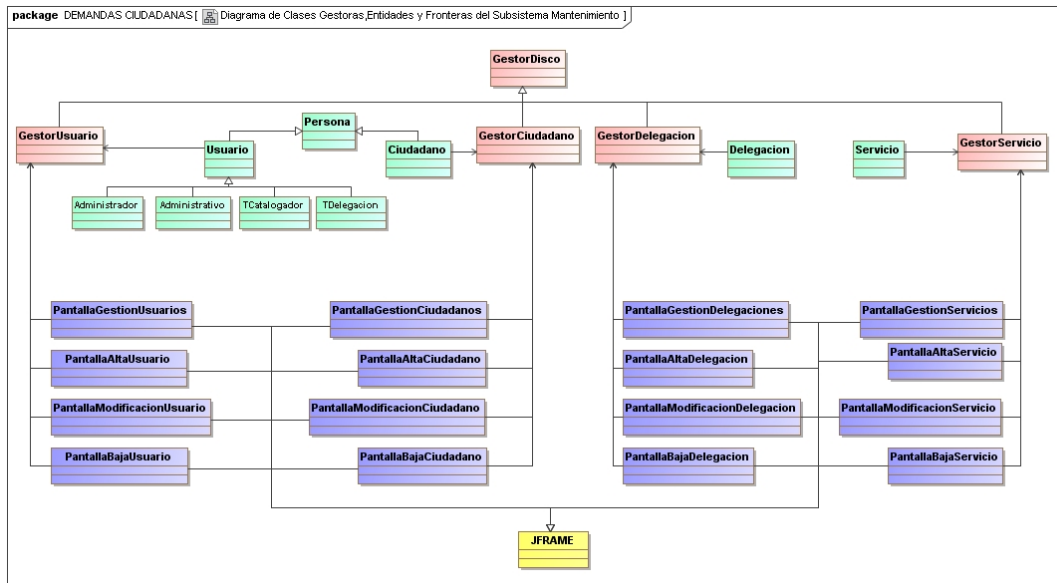 package DEMANDAS CIUDADANAS [ Diagrama de Clases Gestoras,Entidades y Fronteras del Subsistema Mantenimiento ]
GestorDisco
GestorUsuario
Persona
GestorCiudadano
GestorDelegacion
GestorServicio
Usuario
Ciudadano
Delegacion
Servicio
Administrador
Administrativo
TCatalogador
TDelegacion
PantallaGestionUsuarios
PantallaGestionCiudadanos
PantallaGestionDelegaciones
PantallaGestionServicios
PantallaAltaUsuario
PantallaAltaCiudadano
PantallaAltaDelegacion
PantallaAltaServicio
PantallaModificacionUsuario
PantallaModificacionCiudadano
PantallaModificacionDelegacion
PantallaModificacionServicio
PantallaBajaUsuario
PantallaBajaCiudadano
PantallaBajaDelegacion
PantallaBajaServicio
JFRAME